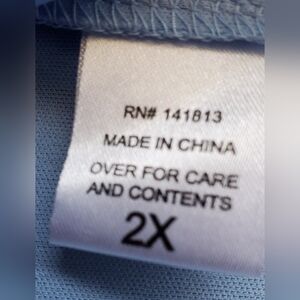 RN# 141813
MADE IN CHINA
OVER FOR CARE
AND CONTENTS
2X